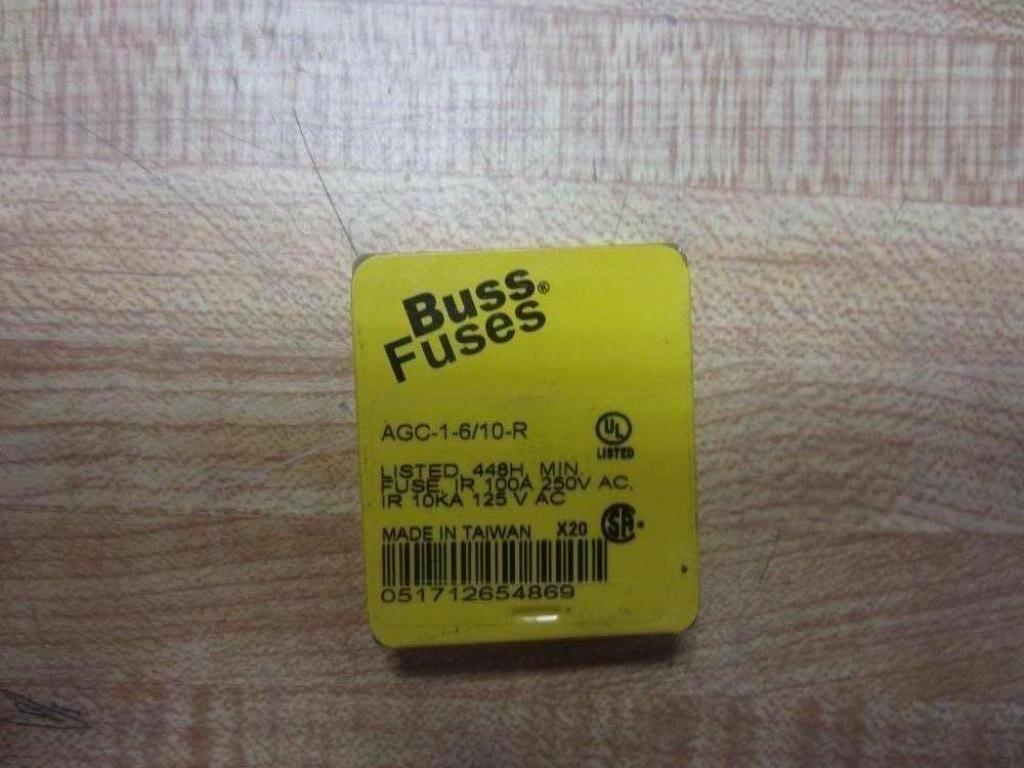 Buss®
Fuses
AGC-1-6/10-R
UL
LISTED
LISTED, 448H, MIN.
FUSE, IR 100A 250V AC,
IR 10KA 125 V AC
MADE IN TAIWAN X20
051712654869